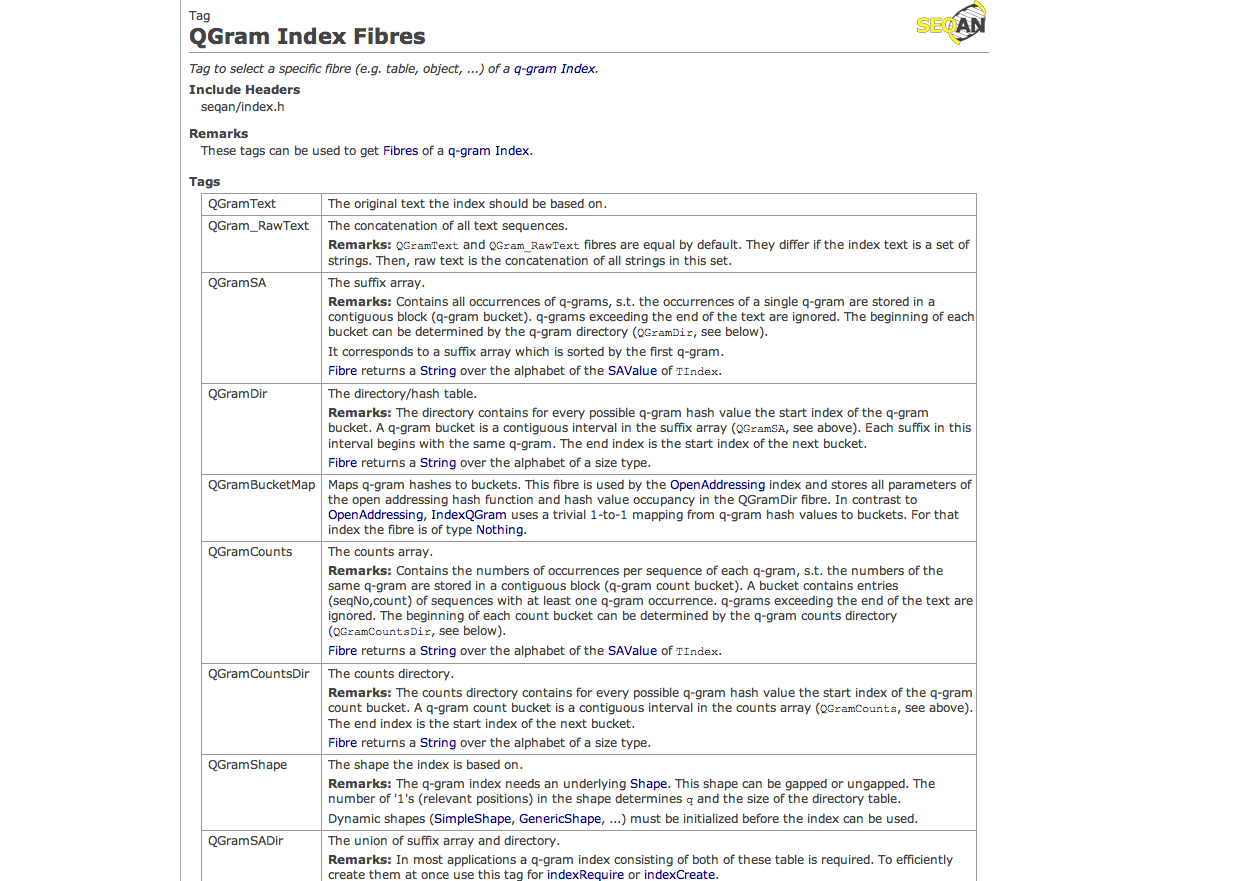 Tag
QGram Index Fibres
SEQAN
Tag to select a specific fibre (e.g. table, object, ...) of a q-gram Index.
Include Headers
seqan/index.h
Remarks
These tags can be used to get Fibres of a q-gram Index.
Tags
QGramText The original text the index should be based on.
QGram_RawText The concatenation of all text sequences.
Remarks: QGramText and QGram_RawText fibres are equal by default. They differ if the index text is a set of
strings. Then, raw text is the concatenation of all strings in this set.
QGramSA The suffix array.
Remarks: Contains all occurrences of q-grams, s.t. the occurrences of a single q-gram are stored in a
contiguous block (q-gram bucket). q-grams exceeding the end of the text are ignored. The beginning of each
bucket can be determined by the q-gram directory (QGramDir, see below).
It corresponds to a suffix array which is sorted by the first q-gram.
Fibre returns a String over the alphabet of the SAValue of TIndex.
QGramDir The directory/hash table.
Remarks: The directory contains for every possible q-gram hash value the start index of the q-gram
bucket. A q-gram bucket is a contiguous interval in the suffix array (QGramSA, see above). Each suffix in this
interval begins with the same q-gram. The end index is the start index of the next bucket.
Fibre returns a String over the alphabet of a size type.
QGramBucketMap Maps q-gram hashes to buckets. This fibre is used by the OpenAddressing index and stores all parameters of
the open addressing hash function and hash value occupancy in the QGramDir fibre. In contrast to
OpenAddressing, IndexQGram uses a trivial 1-to-1 mapping from q-gram hash values to buckets. For that
index the fibre is of type Nothing.
QGramCounts The counts array.
Remarks: Contains the numbers of occurrences per sequence of each q-gram, s.t. the numbers of the
same q-gram are stored in a contiguous block (q-gram count bucket). A bucket contains entries
(seqNo,count) of sequences with at least one q-gram occurrence. q-grams exceeding the end of the text are
ignored. The beginning of each count bucket can be determined by the q-gram counts directory
(QGramCountsDir, see below).
Fibre returns a String over the alphabet of the SAValue of TIndex.
QGramCountsDir The counts directory.
Remarks: The counts directory contains for every possible q-gram hash value the start index of the q-gram
count bucket. A q-gram count bucket is a contiguous interval in the counts array (QGramCounts, see above).
The end index is the start index of the next bucket.
Fibre returns a String over the alphabet of a size type.
QGramShape The shape the index is based on.
Remarks: The q-gram index needs an underlying Shape. This shape can be gapped or ungapped. The
number of '1's (relevant positions) in the shape determines q and the size of the directory table.
Dynamic shapes (SimpleShape, GenericShape, ...) must be initialized before the index can be used.
QGramSADir The union of suffix array and directory.
Remarks: In most applications a q-gram index consisting of both of these table is required. To efficiently
create them at once use this tag for indexRequire or indexCreate.